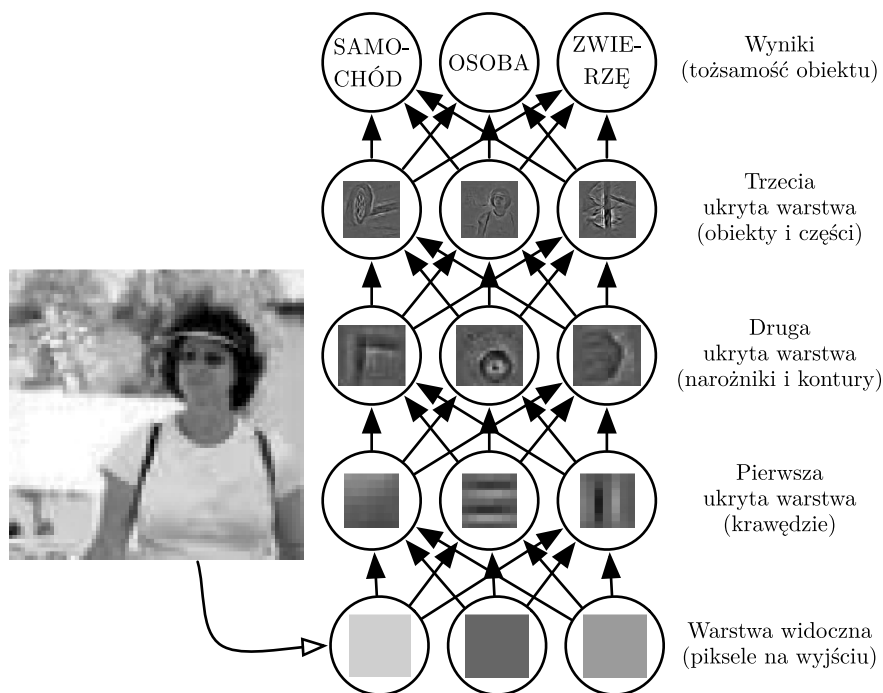 SAMO-
CHÓD
OSOBA
ZWIE-
RZĘ
Wyniki
(tożsamość obiektu)
Trzecia
ukryta warstwa
(obiekty i części)
Druga
ukryta warstwa
(narożniki i kontury)
Pierwsza
ukryta warstwa
(krawędzie)
Warstwa widoczna
(piksele na wyjściu)